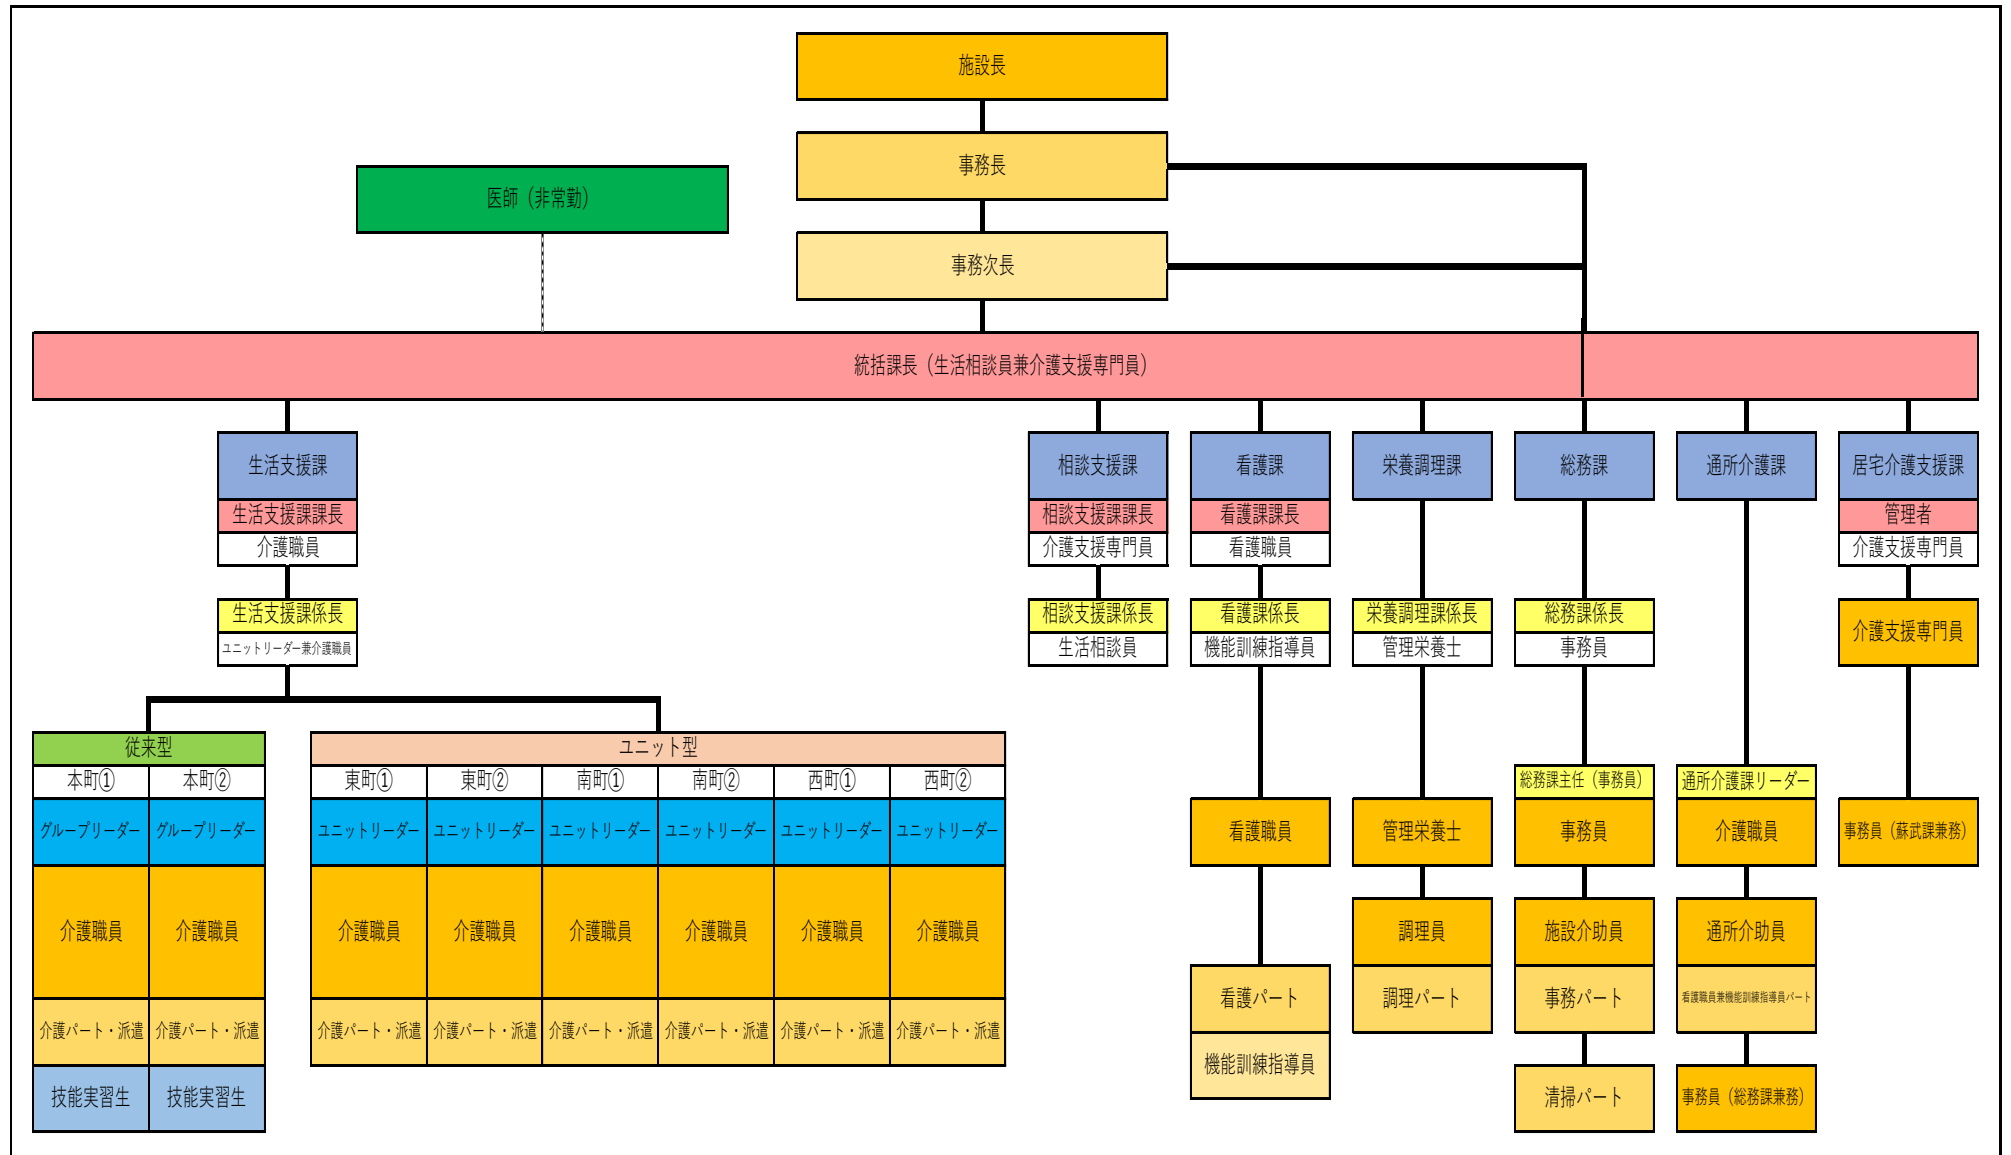 施設長
事務長
医師（非常勤）
事務次長
統括課長（生活相談員兼介護支援専門員）
生活支援課
相談支援課
看護課
栄養調理課
総務課
通所介護課
居宅介護支援課
生活支援課課長
相談支援課課長
看護課課長
管理者
介護職員
介護支援専門員
看護職員
介護支援専門員
生活支援課係長
相談支援課係長
看護課係長
栄養調理課係長
総務課係長
介護支援専門員
ユニットリーダー兼介護職員
生活相談員
機能訓練指導員
管理栄養士
事務員
従来型
ユニット型
本町①
本町②
東町①
東町②
南町①
南町②
西町①
西町②
総務課主任（事務員）
通所介護課リーダー
グループリーダー
グループリーダー
ユニットリーダー
ユニットリーダー
ユニットリーダー
ユニットリーダー
ユニットリーダー
ユニットリーダー
看護職員
管理栄養士
事務員
介護職員
事務員（蘇武課兼務）
介護職員
介護職員
介護職員
介護職員
介護職員
介護職員
介護職員
介護職員
調理員
施設介助員
通所介助員
看護パート
調理パート
事務パート
看護職員兼機能訓練指導員パート
介護パート・派遣
介護パート・派遣
介護パート・派遣
介護パート・派遣
介護パート・派遣
介護パート・派遣
介護パート・派遣
介護パート・派遣
機能訓練指導員
技能実習生
技能実習生
清掃パート
事務員（総務課兼務）